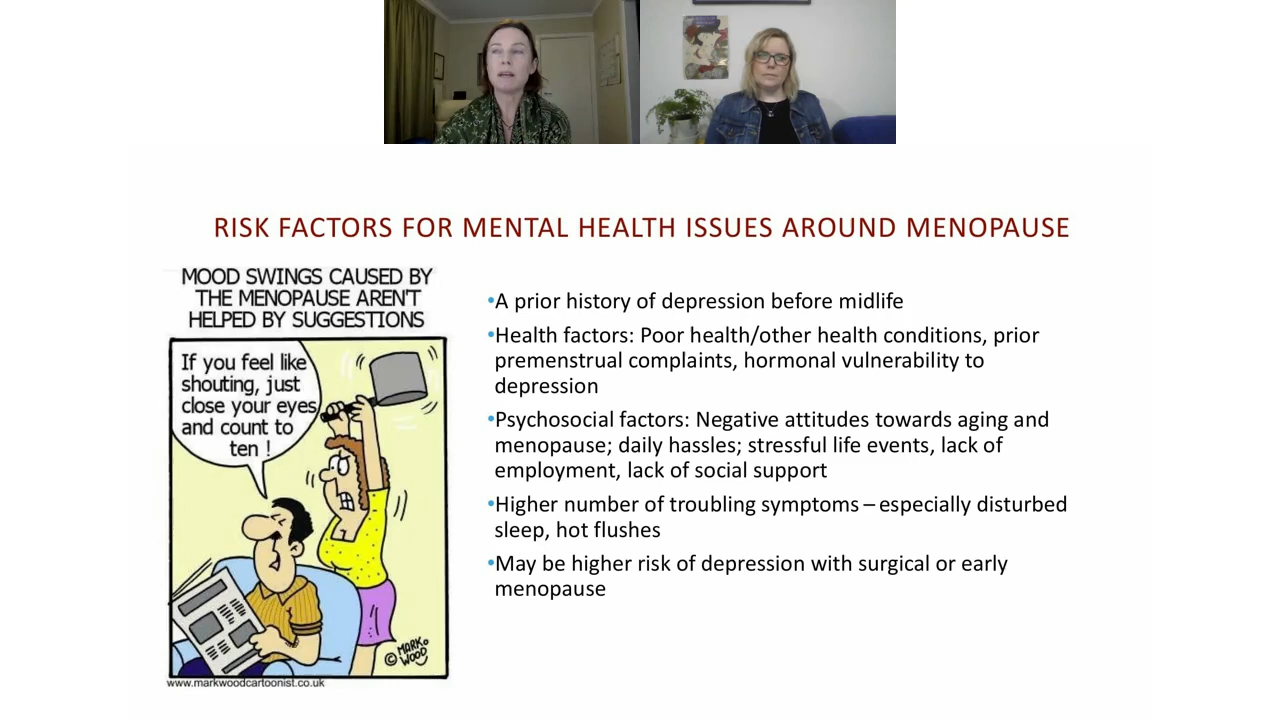 RISK FACTORS FOR MENTAL HEALTH ISSUES AROUND MENOPAUSE
MOOD SWINGS CAUSED BY
THE MENOPAUSE AREN'T
HELPED BY SUGGESTIONS
If you feel like
shouting, just
close your eyes
and count to
ten !
© MARK
WOOD
www.markwoodcartoonist.co.uk
•A prior history of depression before midlife
•Health factors: Poor health/other health conditions, prior
premenstrual complaints, hormonal vulnerability to
depression
•Psychosocial factors: Negative attitudes towards aging and
menopause; daily hassles; stressful life events, lack of
employment, lack of social support
•Higher number of troubling symptoms – especially disturbed
sleep, hot flushes
•May be higher risk of depression with surgical or early
menopause